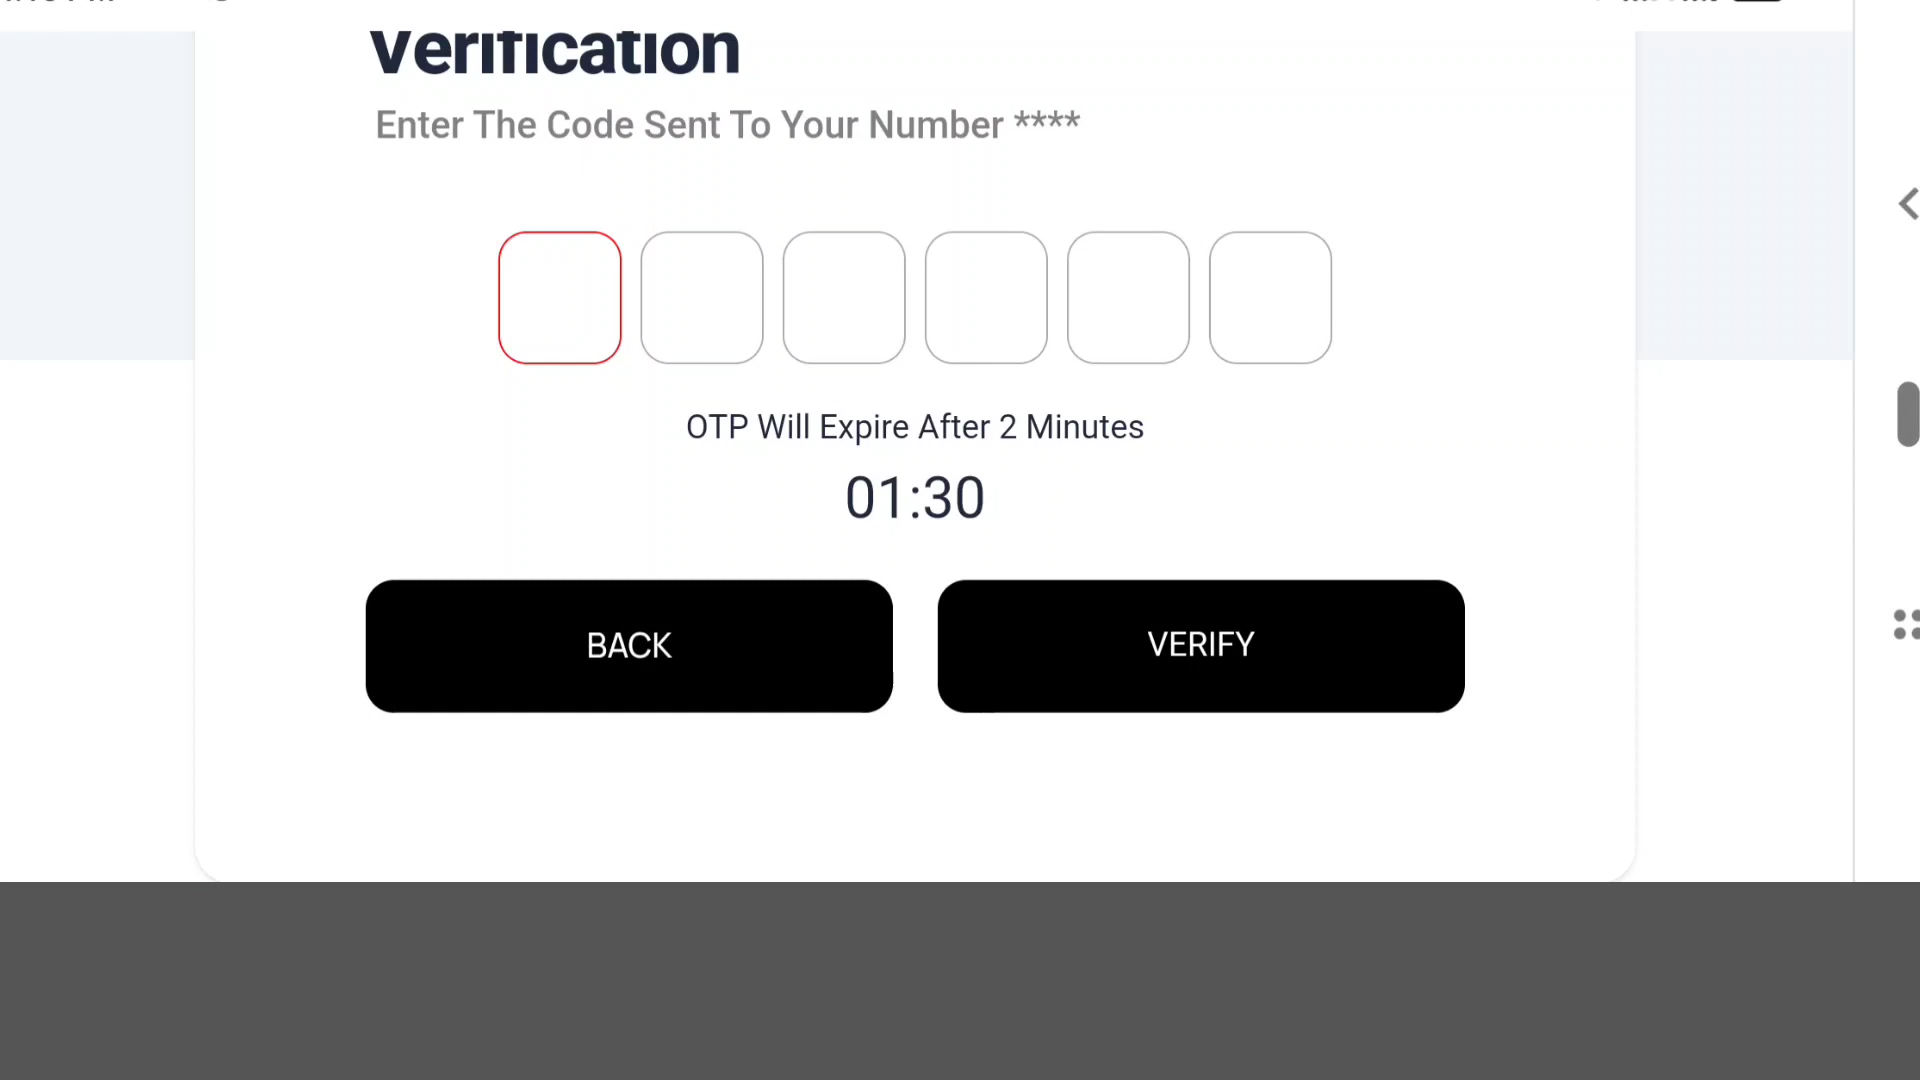 Verification
Enter The Code Sent To Your Number ****
OTP Will Expire After 2 Minutes
01:30
BACK
VERIFY